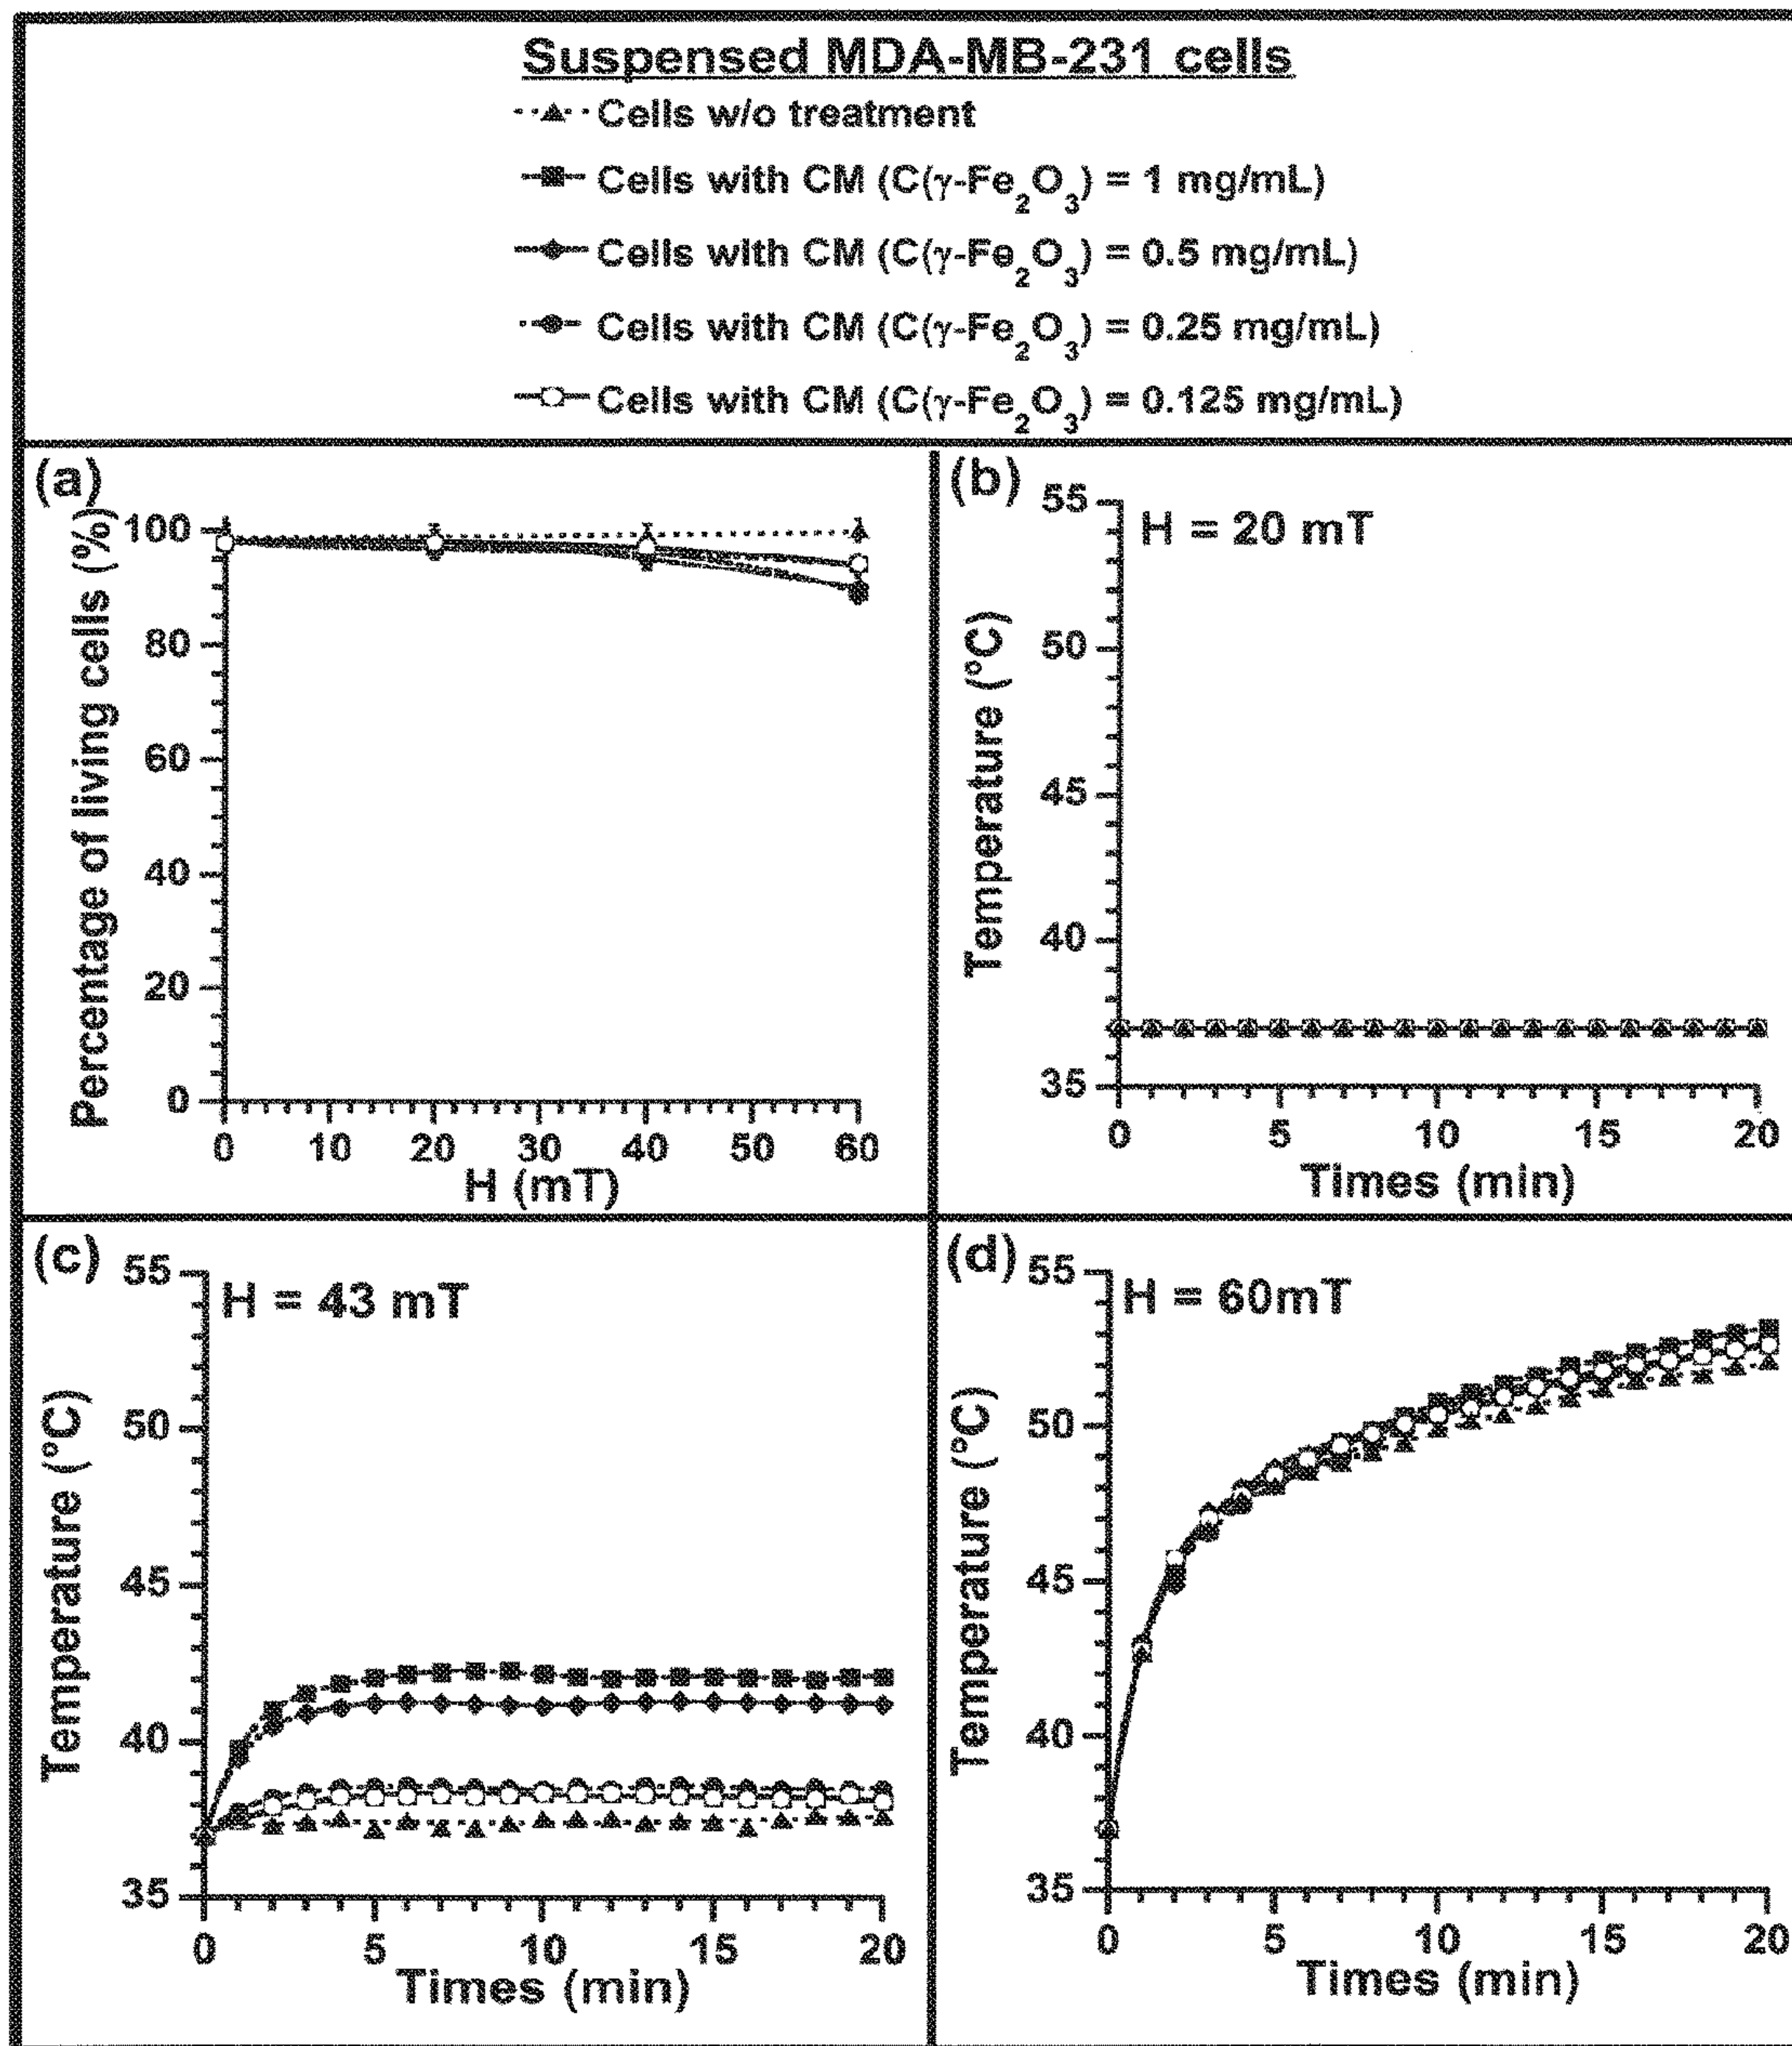 Suspensed MDA-MB-231 cells
Cells w/o treatment
Cells with CM (C(γ-Fe₂O₃) = 1 mg/mL)
Cells with CM (C(γ-Fe₂O₃) = 0.5 mg/mL)
Cells with CM (C(γ-Fe₂O₃) = 0.25 mg/mL)
Cells with CM (C(γ-Fe₂O₃) = 0.125 mg/mL)
(a)
Percentage of living cells (%)
100
80
60
40
20
0
0 10 20 30 40 50 60
H (mT)
(b)
H = 20 mT
Temperature (°C)
55
50
45
40
35
0 5 10 15 20
Times (min)
(c)
H = 43 mT
Temperature (°C)
55
50
45
40
35
0 5 10 15 20
Times (min)
(d)
H = 60mT
Temperature (°C)
55
50
45
40
35
0 5 10 15 20
Times (min)